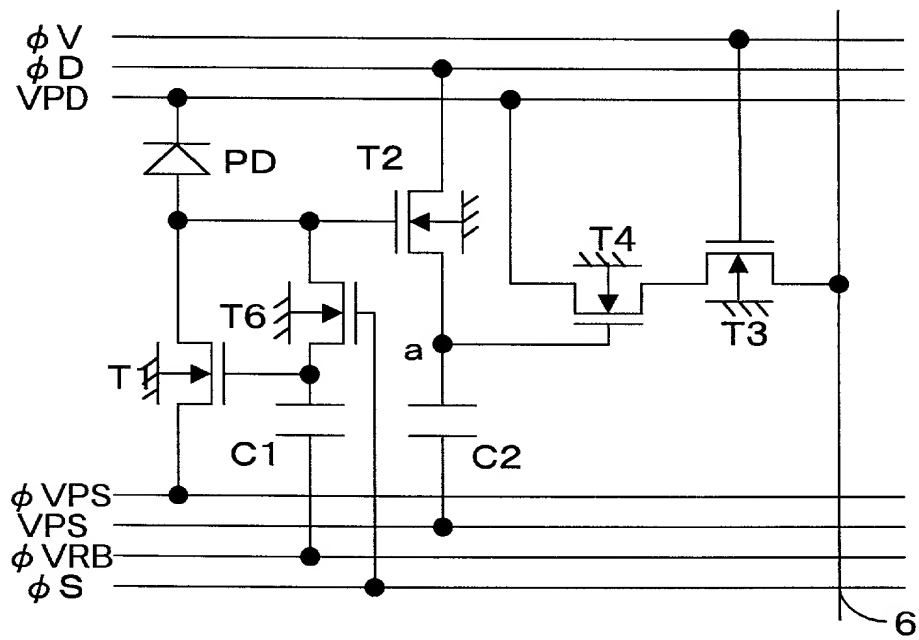 ϕV
ϕD
VPD
PD
T2
T4
T6
T3
a
T1
C1
C2
ϕVPS
VPS
ϕVRB
ϕS
6